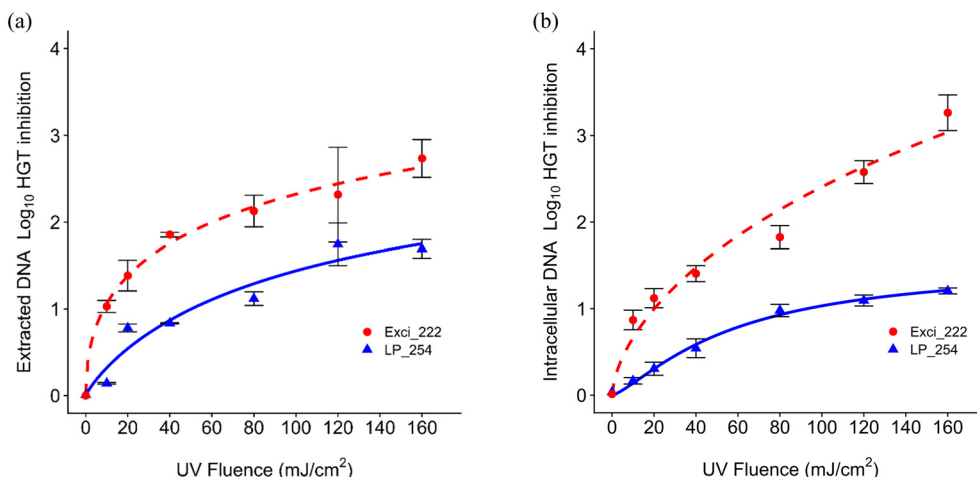 (a)
Extracted DNA Log₁₀ HGT inhibition
4
3
2
1
0
Exci_222
LP_254
0 20 40 60 80 100 120 140 160
UV Fluence (mJ/cm²)
(b)
Intracellular DNA Log₁₀ HGT inhibition
4
3
2
1
0
Exci_222
LP_254
0 20 40 60 80 100 120 140 160
UV Fluence (mJ/cm²)